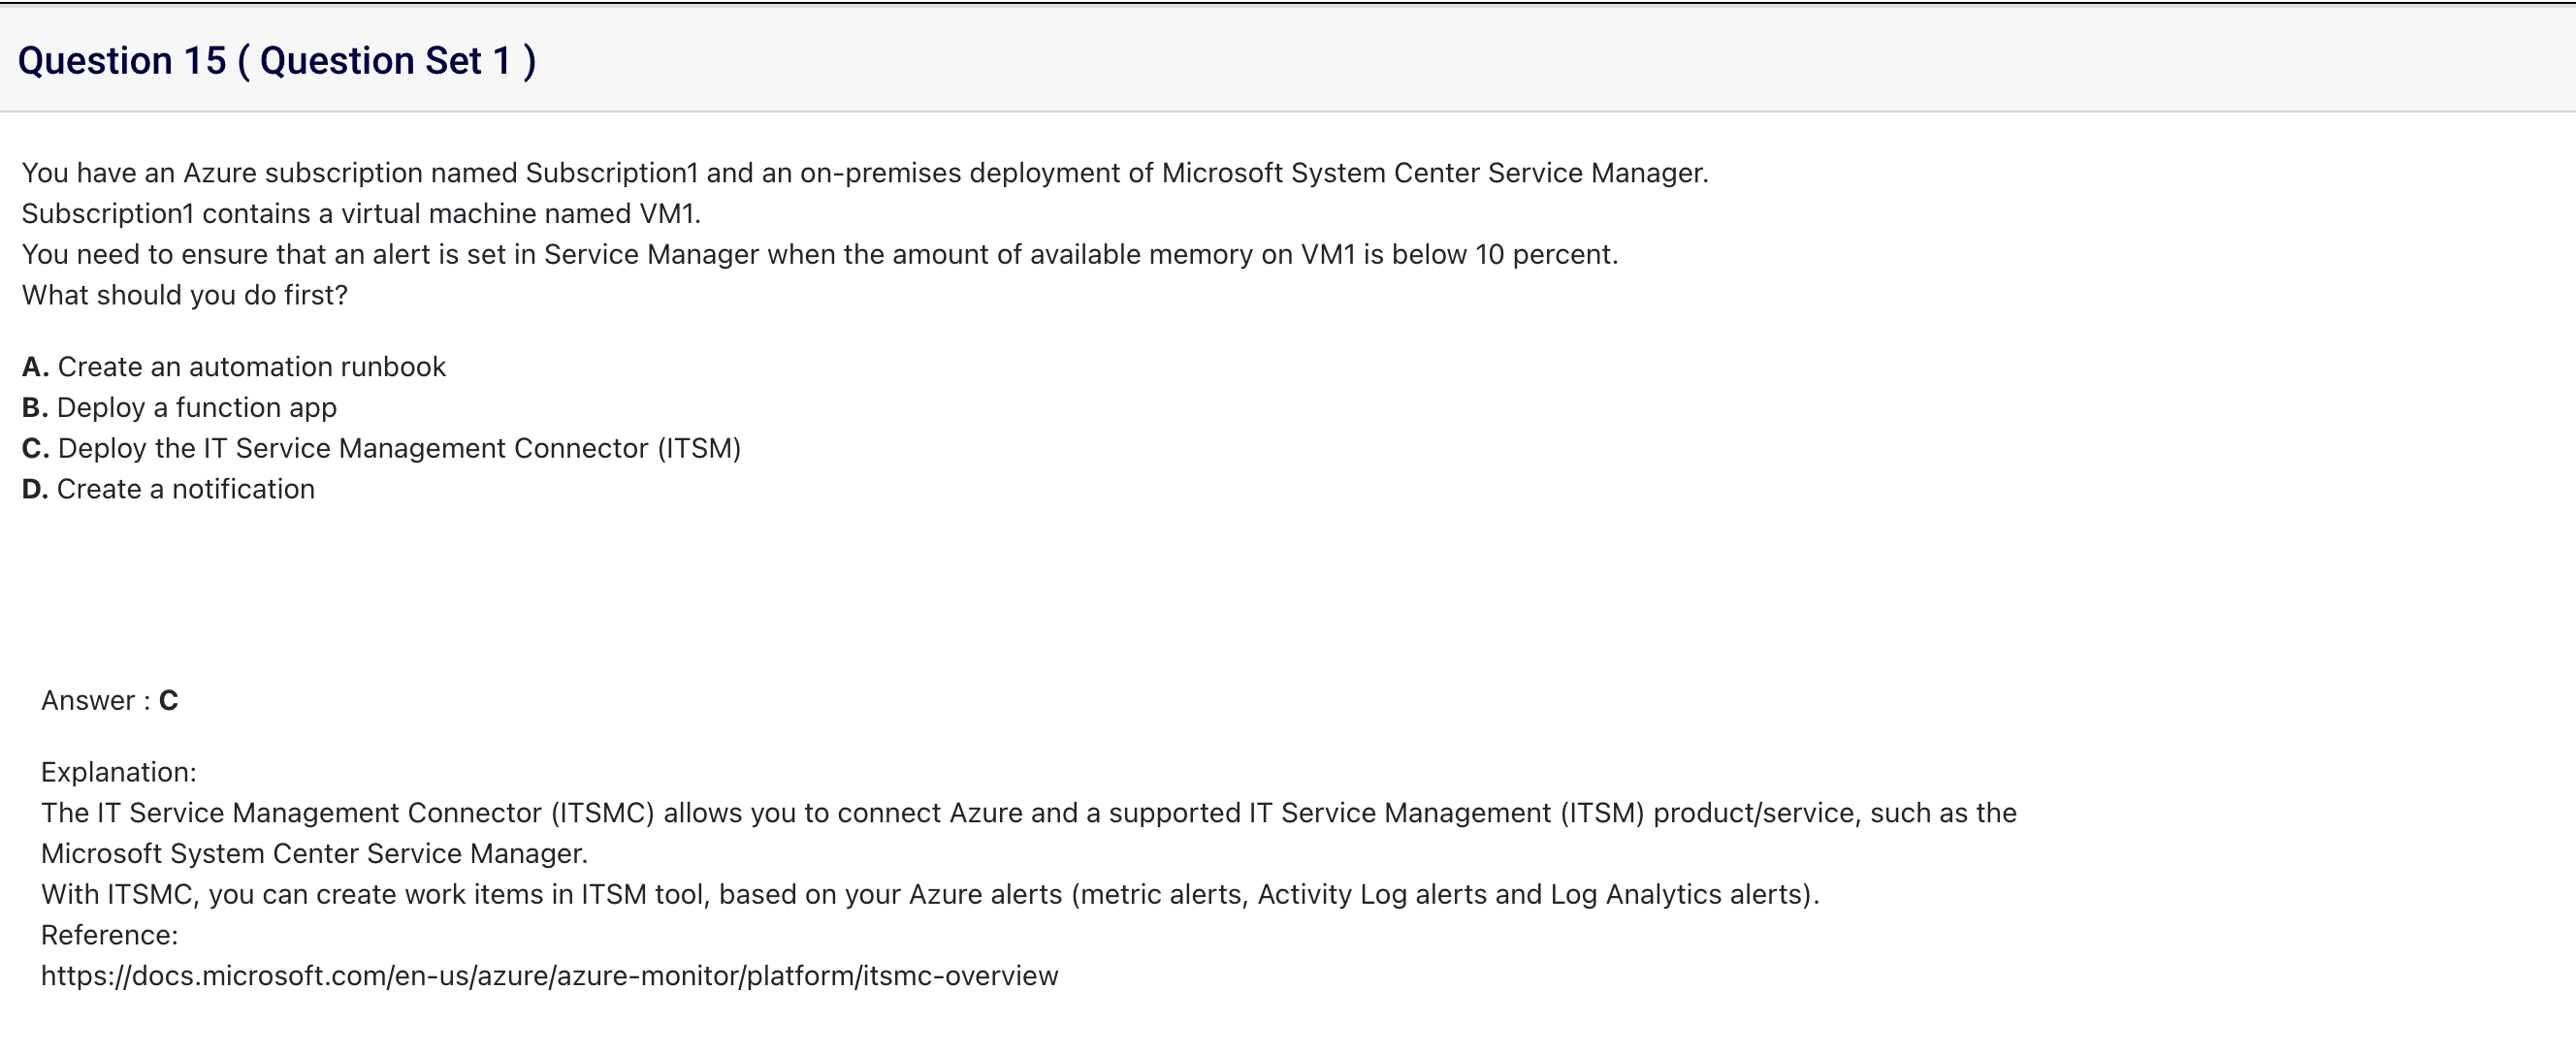 Question 15 ( Question Set 1 )
You have an Azure subscription named Subscription1 and an on-premises deployment of Microsoft System Center Service Manager.
Subscription1 contains a virtual machine named VM1.
You need to ensure that an alert is set in Service Manager when the amount of available memory on VM1 is below 10 percent.
What should you do first?
A. Create an automation runbook
B. Deploy a function app
C. Deploy the IT Service Management Connector (ITSM)
D. Create a notification
Answer : C
Explanation:
The IT Service Management Connector (ITSMC) allows you to connect Azure and a supported IT Service Management (ITSM) product/service, such as the
Microsoft System Center Service Manager.
With ITSMC, you can create work items in ITSM tool, based on your Azure alerts (metric alerts, Activity Log alerts and Log Analytics alerts).
Reference:
https://docs.microsoft.com/en-us/azure/azure-monitor/platform/itsmc-overview